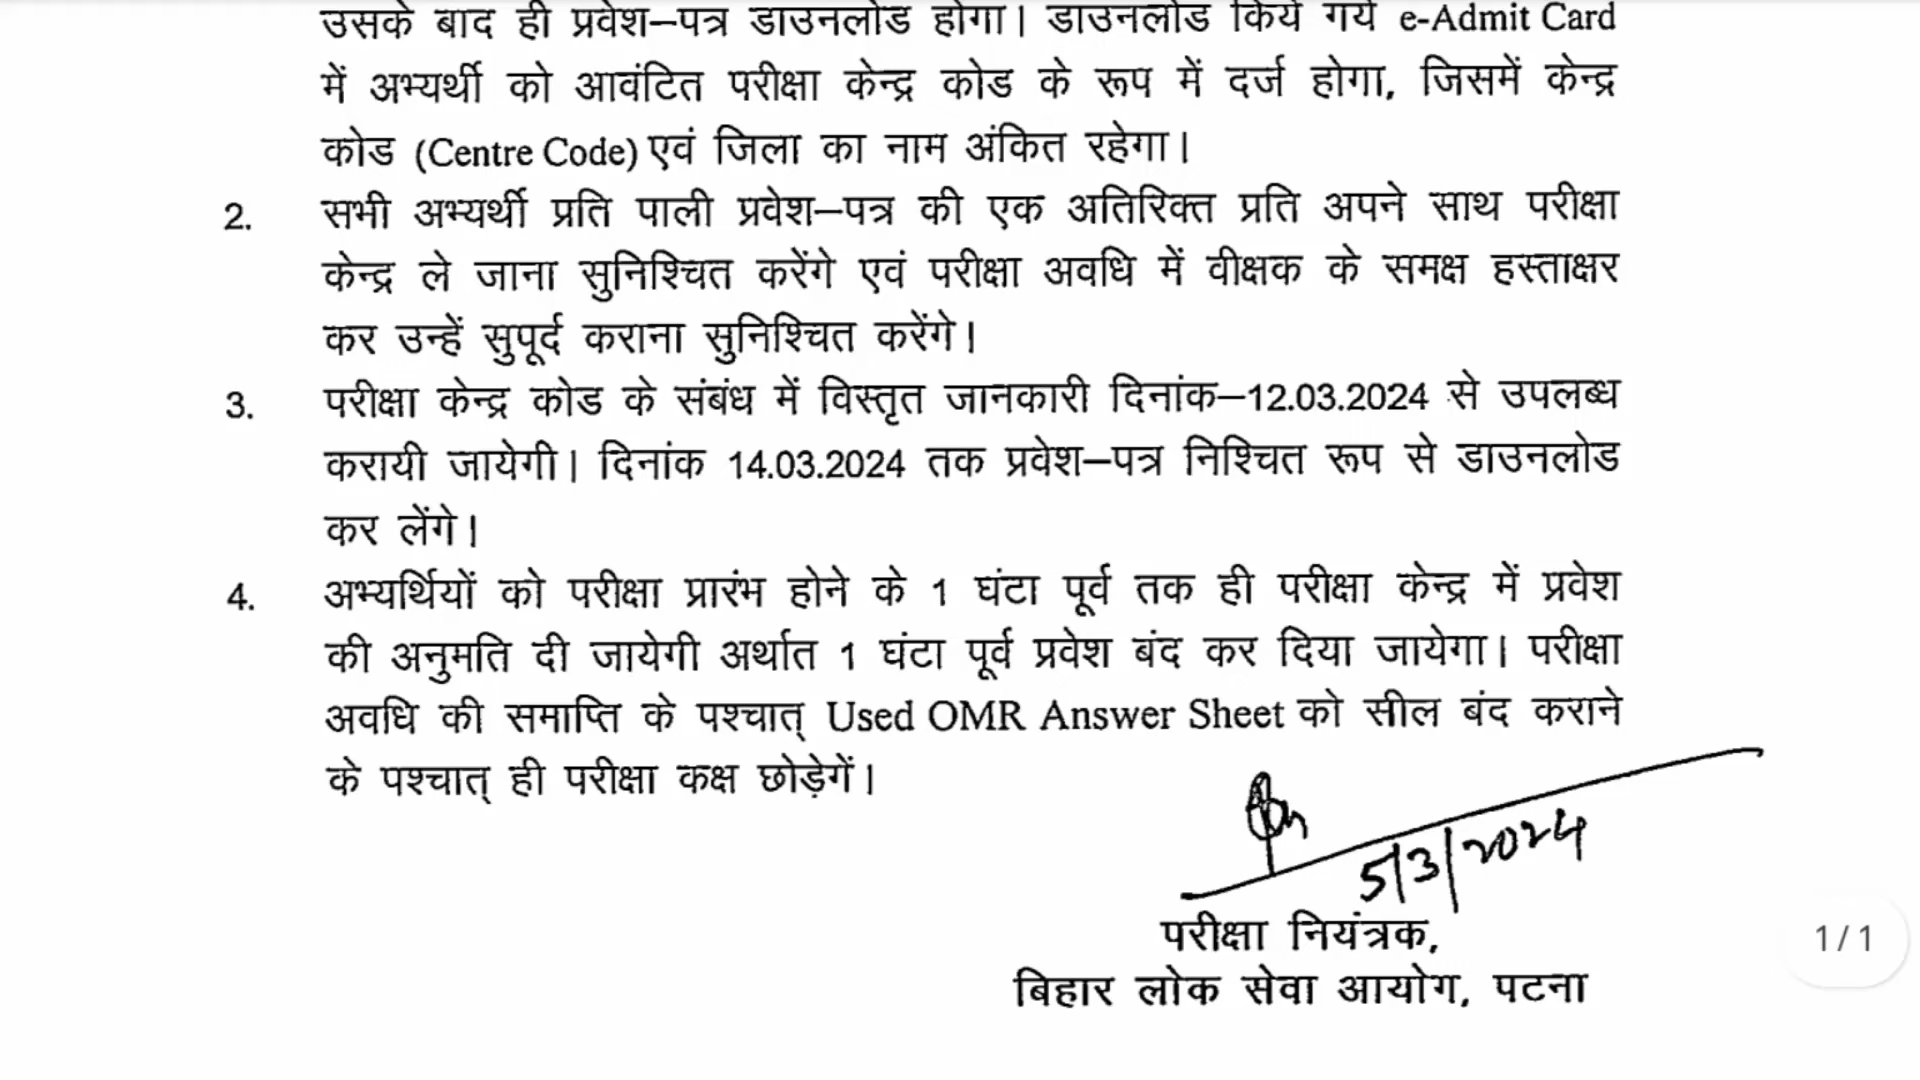 उसके बाद ही प्रवेश–पत्र डाउनलोड होगा। डाउनलोड किये गये e-Admit Card
में अभ्यर्थी को आवंटित परीक्षा केन्द्र कोड के रूप में दर्ज होगा, जिसमें केन्द्र
कोड (Centre Code) एवं जिला का नाम अंकित रहेगा।
2. सभी अभ्यर्थी प्रति पाली प्रवेश–पत्र की एक अतिरिक्त प्रति अपने साथ परीक्षा
केन्द्र ले जाना सुनिश्चित करेंगे एवं परीक्षा अवधि में वीक्षक के समक्ष हस्ताक्षर
कर उन्हें सुपूर्द कराना सुनिश्चित करेंगे।
3. परीक्षा केन्द्र कोड के संबंध में विस्तृत जानकारी दिनांक–12.03.2024 से उपलब्ध
करायी जायेगी। दिनांक 14.03.2024 तक प्रवेश–पत्र निश्चित रूप से डाउनलोड
कर लेंगे।
4. अभ्यर्थियों को परीक्षा प्रारंभ होने के 1 घंटा पूर्व तक ही परीक्षा केन्द्र में प्रवेश
की अनुमति दी जायेगी अर्थात 1 घंटा पूर्व प्रवेश बंद कर दिया जायेगा। परीक्षा
अवधि की समाप्ति के पश्चात् Used OMR Answer Sheet को सील बंद कराने
के पश्चात् ही परीक्षा कक्ष छोड़ेगें।
5/3/2024
परीक्षा नियंत्रक,
बिहार लोक सेवा आयोग, पटना
1/1